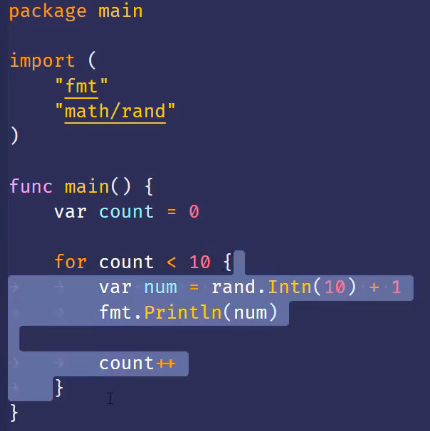 package main
import (
"fmt"
"math/rand"
)
func main() {
var count = 0
for count < 10 {
var num = rand.Intn(10) + 1
fmt.Println(num)
count++
}
}